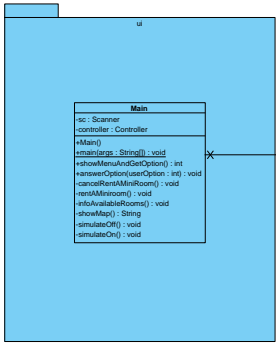 ui
Main
-sc : Scanner
-controller : Controller
+Main()
+main(args : String[]) : void
+showMenuAndGetOption() : int
+answerOption(userOption : int) : void
-cancelRentAMiniRoom() : void
-rentAMiniroom() : void
-infoAvailableRooms() : void
-showMap() : String
-simulateOff() : void
-simulateOn() : void